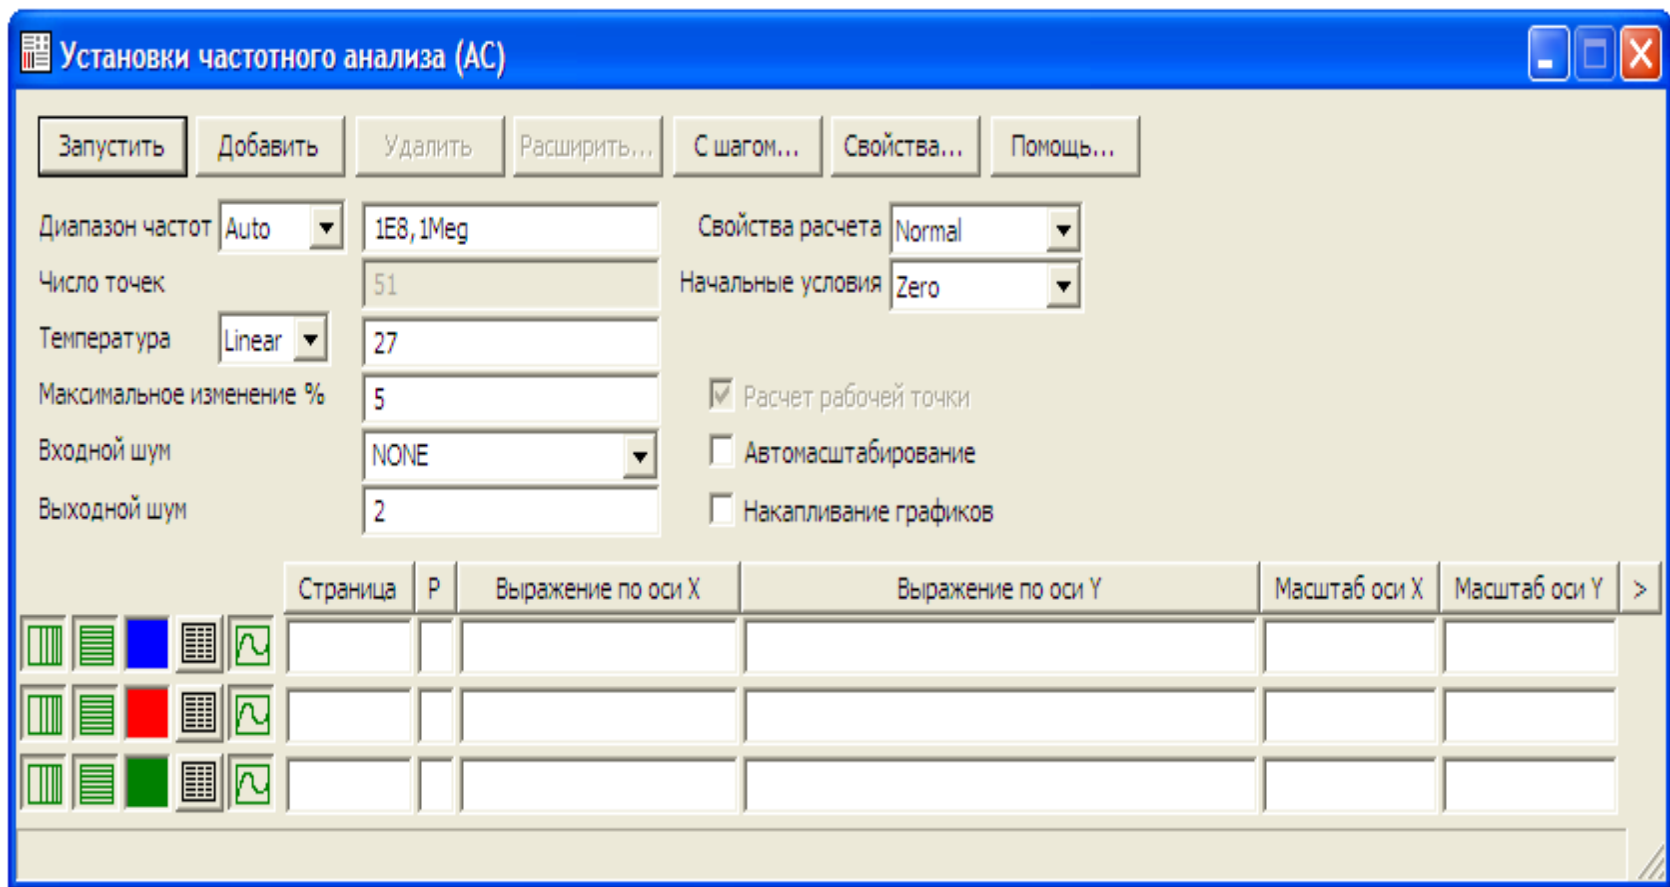 Установки частотного анализа (AC)
Запустить Добавить Удалить Расширить... С шагом... Свойства... Помощь...
Диапазон частот Auto 1E8,1Meg Свойства расчета Normal
Число точек 51 Начальные условия Zero
Температура Linear 27
Максимальное изменение % 5 Расчет рабочей точки
Входной шум NONE Автомасштабирование
Выходной шум 2 Накапливание графиков
Страница P Выражение по оси X Выражение по оси Y Масштаб оси X Масштаб оси Y >